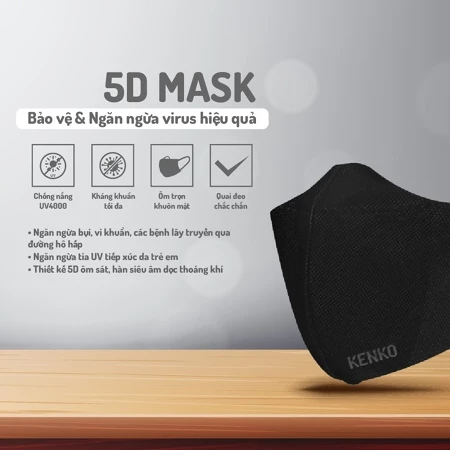 5D MASK
Bảo vệ & Ngăn ngừa virus hiệu quả
Chống nắng
UV4000
Kháng khuẩn
tối đa
Ôm trọn
khuôn mặt
Quai đeo
chắc chắn
• Ngăn ngừa bụi, vi khuẩn, các bệnh lây truyền qua
đường hô hấp
• Ngăn ngừa tia UV tiếp xúc da trẻ em
• Thiết kế 5D ôm sát, hàn siêu âm dọc thoáng khí
KENKO